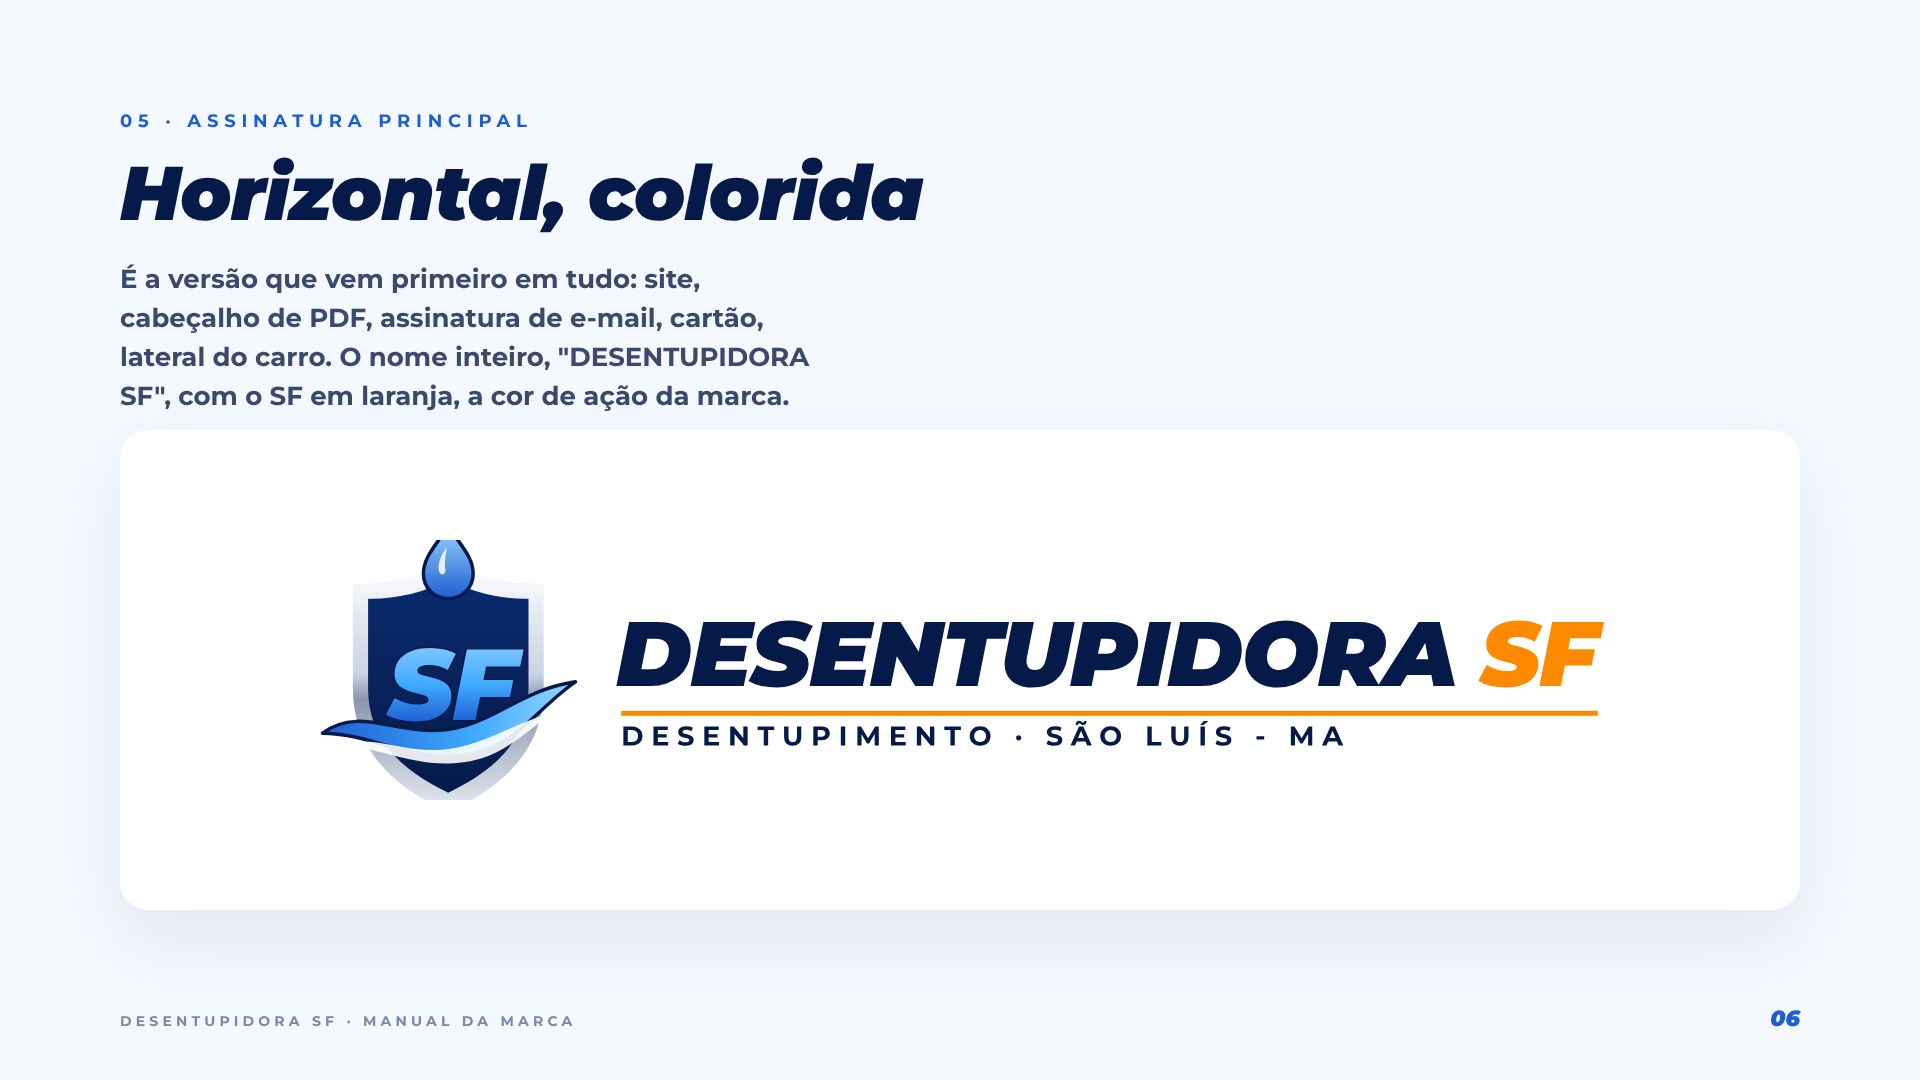 05 · ASSINATURA PRINCIPAL
Horizontal, colorida
É a versão que vem primeiro em tudo: site,
cabeçalho de PDF, assinatura de e-mail, cartão,
lateral do carro. O nome inteiro, "DESENTUPIDORA
SF", com o SF em laranja, a cor de ação da marca.
SF
DESENTUPIDORA SF
DESENTUPIMENTO · SÃO LUÍS - MA
DESENTUPIDORA SF · MANUAL DA MARCA
06